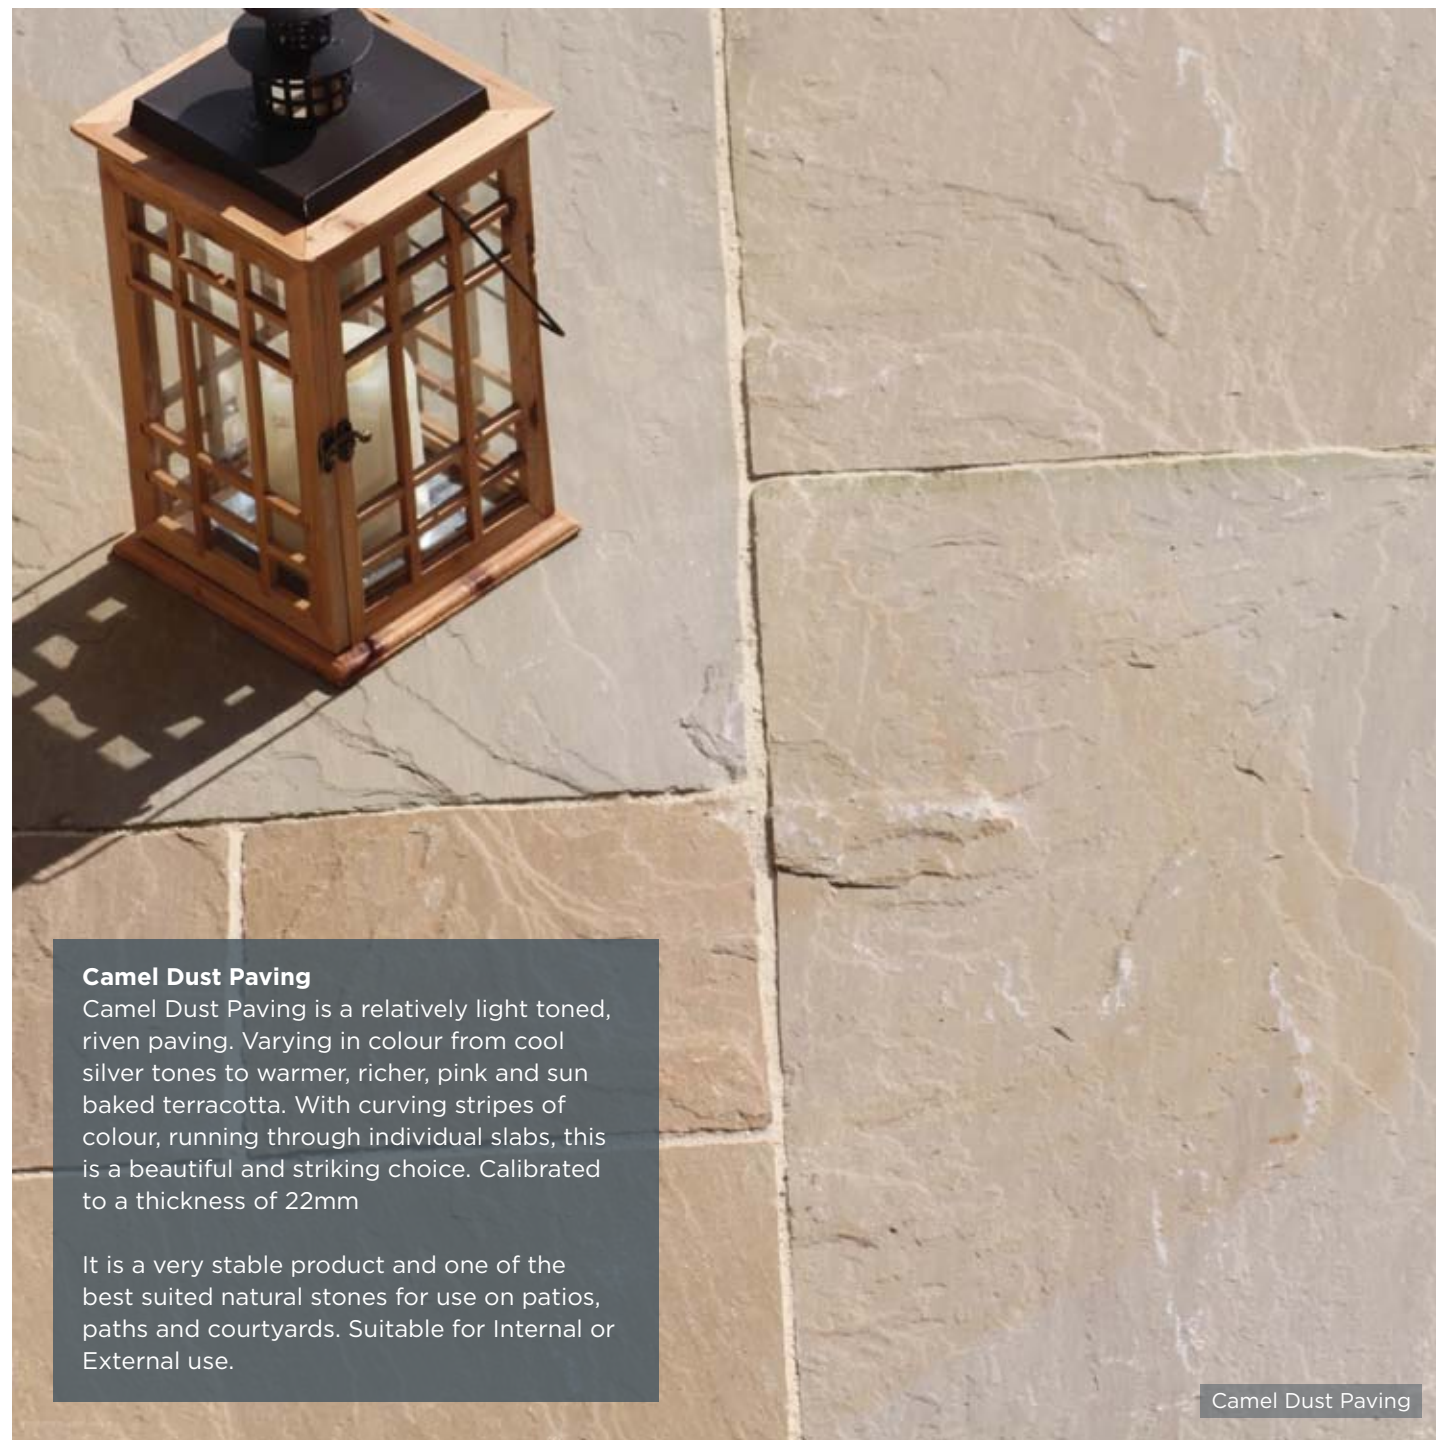 Camel Dust Paving
Camel Dust Paving is a relatively light toned,
riven paving. Varying in colour from cool
silver tones to warmer, richer, pink and sun
baked terracotta. With curving stripes of
colour, running through individual slabs, this
is a beautiful and striking choice. Calibrated
to a thickness of 22mm
It is a very stable product and one of the
best suited natural stones for use on patios,
paths and courtyards. Suitable for Internal or
External use.
Camel Dust Paving